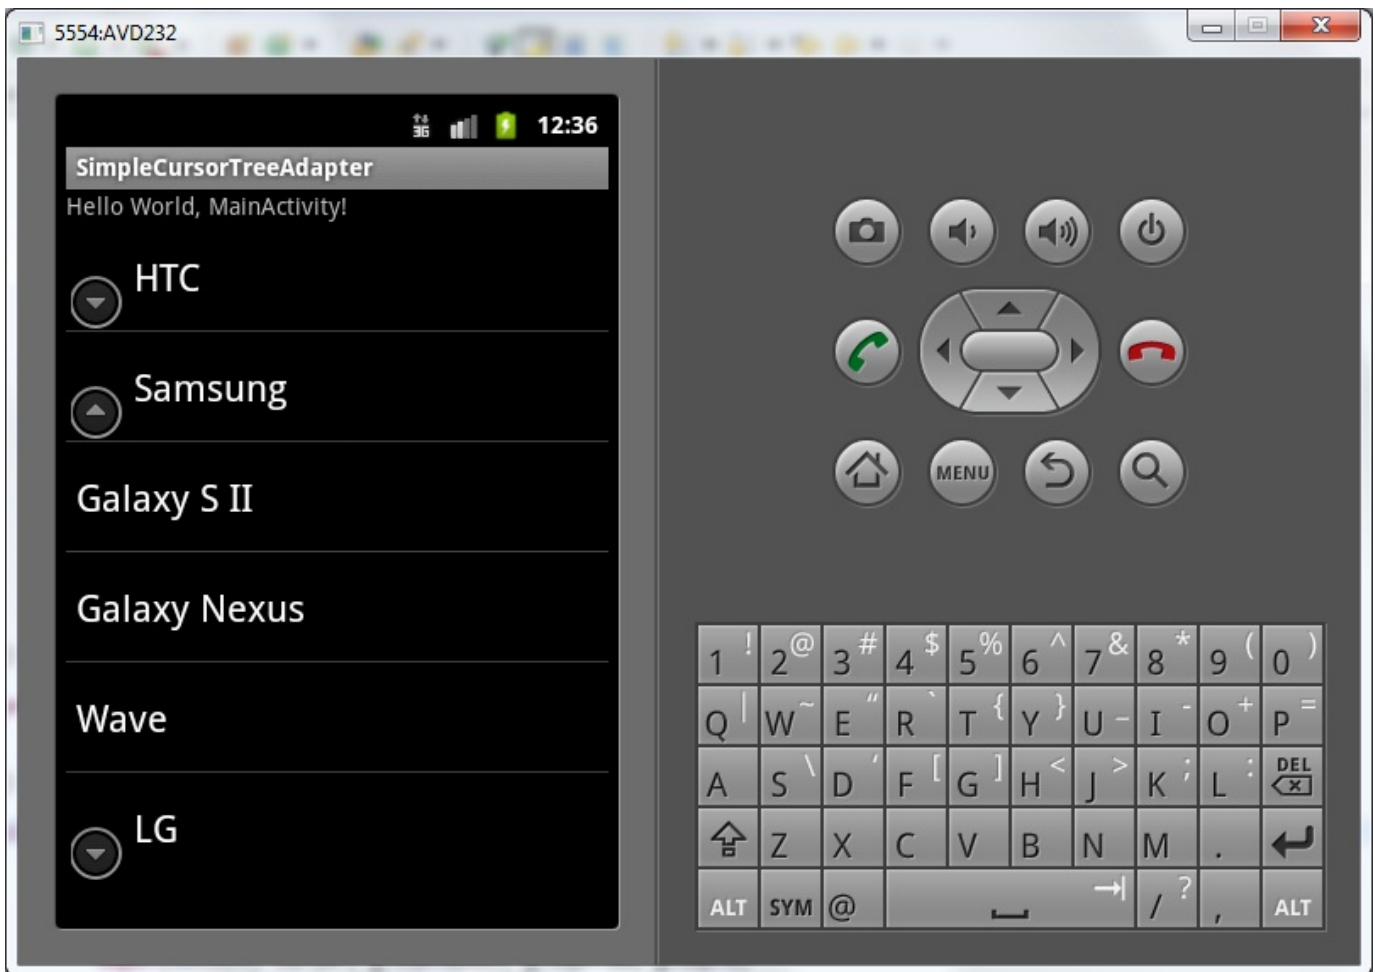 5554:AVD232
3G 12:36
SimpleCursorTreeAdapter
Hello World, MainActivity!
HTC
Samsung
Galaxy S II
Galaxy Nexus
Wave
LG
MENU
1 ! 2 @ 3 # 4 $ 5 % 6 ^ 7 & 8 * 9 ( 0 )
Q | W ~ E “ R ` T { Y } U _ I - O + P =
A S \ D ‘ F [ G ] H < J > K ; L : DEL
Z X C V B N M .
ALT SYM @ / ? , ALT